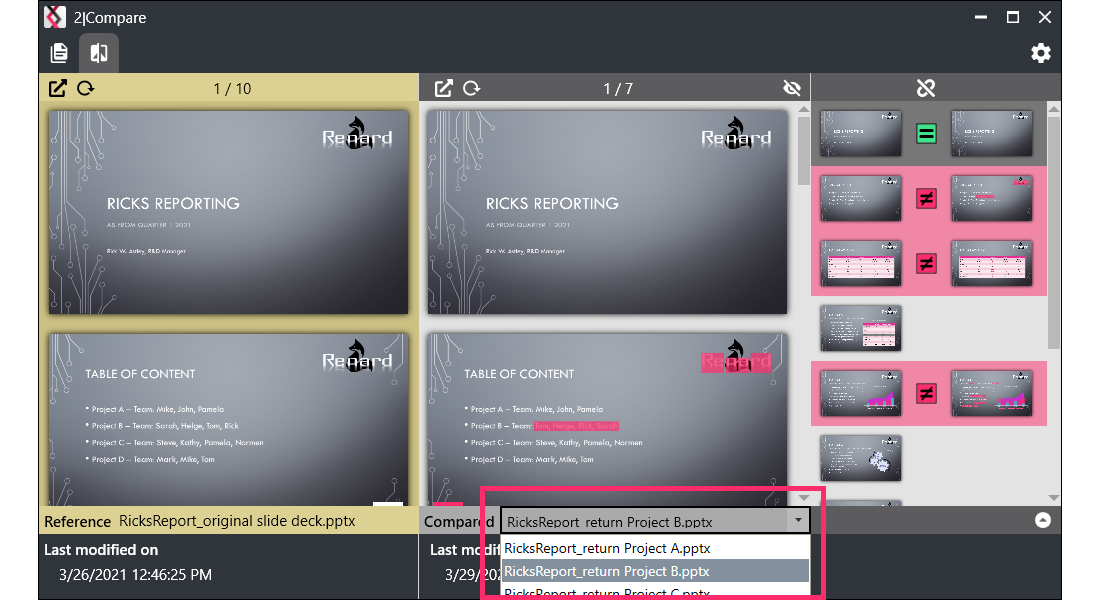 2|Compare
1 / 10
1 / 7
Renard
RICKS REPORTING
AS FROM QUARTER 1 2021
Rick W. Astley, R&D Manager
Renard
RICKS REPORTING
AS FROM QUARTER 1 2021
Rick W. Astley, R&D Manager
Renard
TABLE OF CONTENT
• Project A – Team: Mike, John, Pamela
• Project B – Team: Sarah, Helge, Tom, Rick
• Project C – Team: Steve, Kathy, Pamela, Normen
• Project D – Team: Mark, Mike, Tom
Renard
TABLE OF CONTENT
• Project A – Team: Mike, John, Pamela
• Project B – Team: Tom, Helge, Rick, Sarah
• Project C – Team: Steve, Kathy, Pamela, Normen
• Project D – Team: Mark, Mike, Tom
Reference RicksReport_original slide deck.pptx
Compared RicksReport_return Project B.pptx
RicksReport_return Project A.pptx
RicksReport_return Project B.pptx
RicksReport_return Project C.pptx
Last modified on
3/26/2021 12:46:25 PM
Last modifi
3/29/202